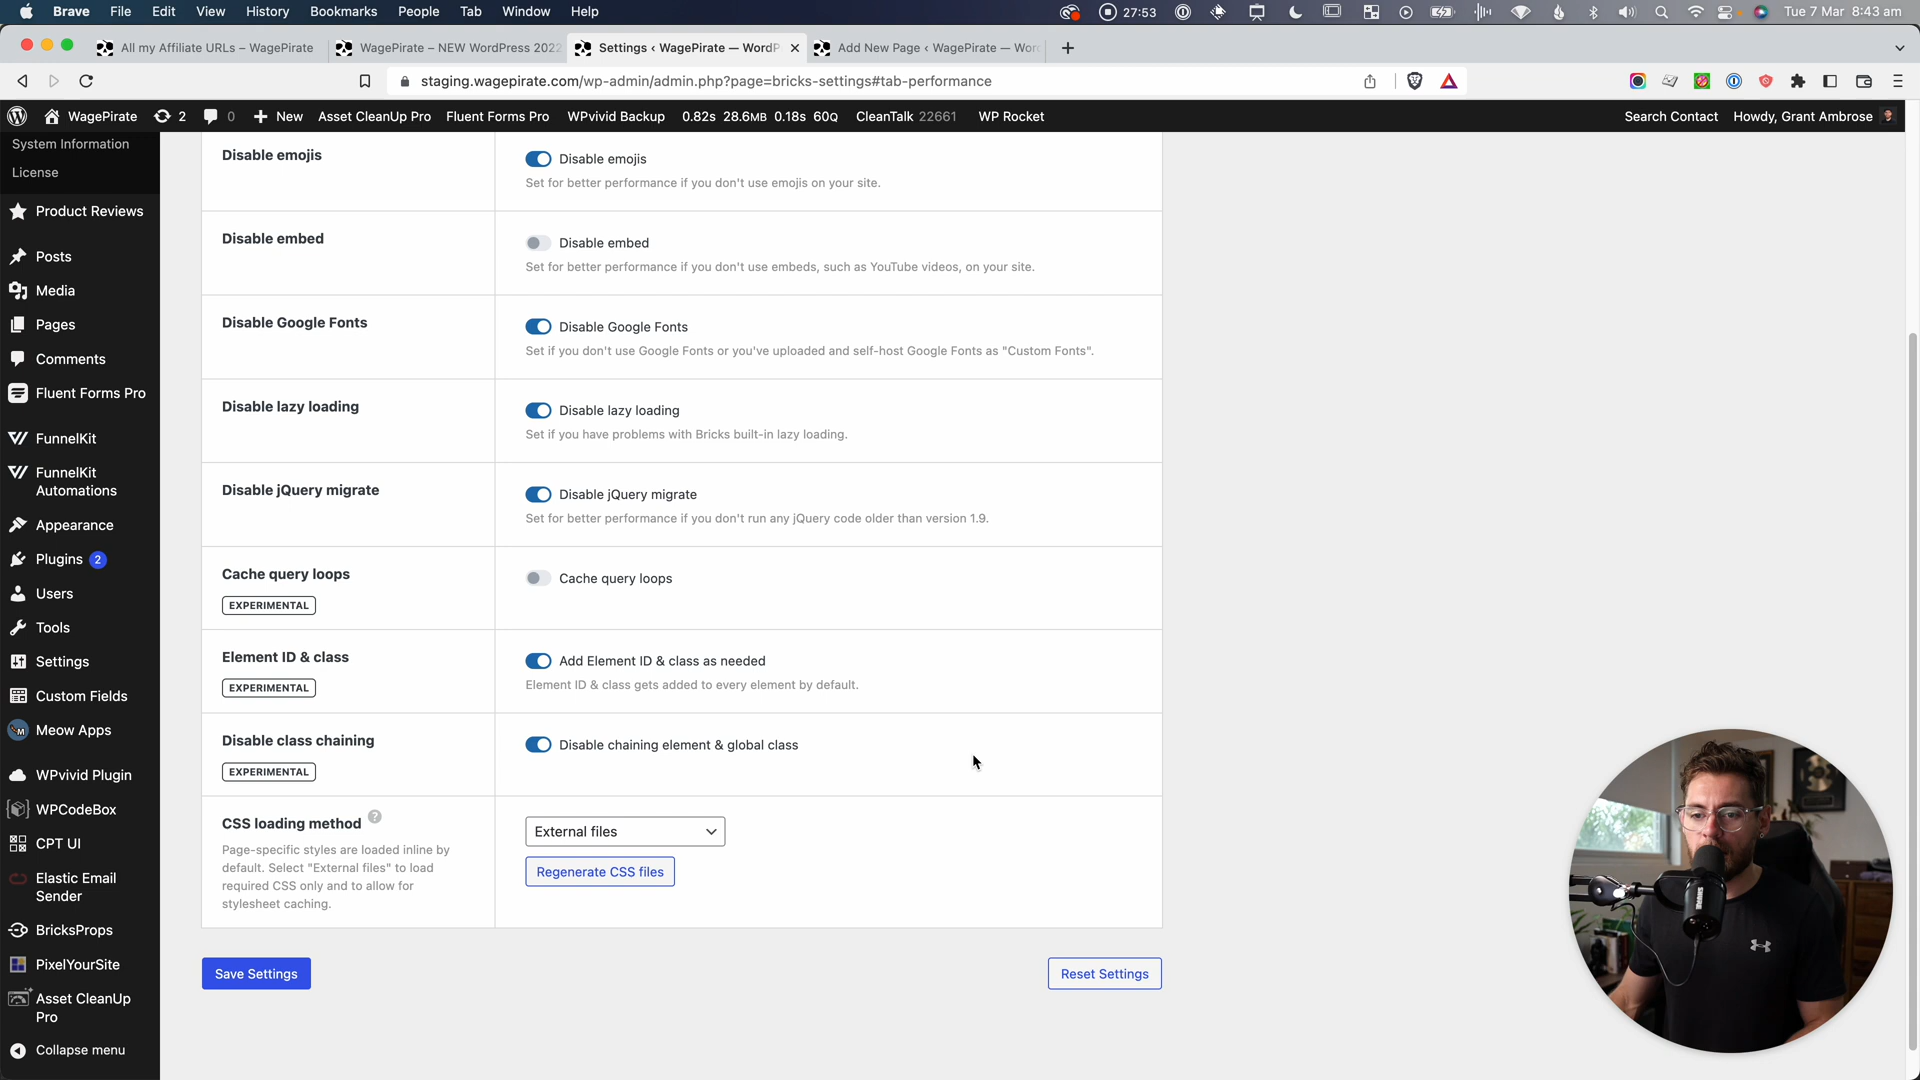 Brave File Edit View History Bookmarks People Tab Window Help 27:53 Tue 7 Mar 8:43 am
All my Affiliate URLs – WagePirate
WagePirate – NEW WordPress 2022
Settings ‹ WagePirate — WordP
Add New Page ‹ WagePirate — Wor
staging.wagepirate.com/wp-admin/admin.php?page=bricks-settings#tab-performance
WagePirate 2 0 New Asset CleanUp Pro Fluent Forms Pro WPvivid Backup 0.82s 28.6MB 0.18s 60Q CleanTalk 22661 WP Rocket Search Contact Howdy, Grant Ambrose
System Information
License
Product Reviews
Posts
Media
Pages
Comments
Fluent Forms Pro
FunnelKit
FunnelKit
Automations
Appearance
Plugins 2
Users
Tools
Settings
Custom Fields
Meow Apps
WPvivid Plugin
WPCodeBox
CPT UI
Elastic Email
Sender
BricksProps
PixelYourSite
Asset CleanUp
Pro
Collapse menu
Disable emojis
Disable emojis
Set for better performance if you don't use emojis on your site.
Disable embed
Disable embed
Set for better performance if you don't use embeds, such as YouTube videos, on your site.
Disable Google Fonts
Disable Google Fonts
Set if you don't use Google Fonts or you've uploaded and self-host Google Fonts as "Custom Fonts".
Disable lazy loading
Disable lazy loading
Set if you have problems with Bricks built-in lazy loading.
Disable jQuery migrate
Disable jQuery migrate
Set for better performance if you don't run any jQuery code older than version 1.9.
Cache query loops
EXPERIMENTAL
Cache query loops
Element ID & class
EXPERIMENTAL
Add Element ID & class as needed
Element ID & class gets added to every element by default.
Disable class chaining
EXPERIMENTAL
Disable chaining element & global class
CSS loading method ?
Page-specific styles are loaded inline by
default. Select "External files" to load
required CSS only and to allow for
stylesheet caching.
External files
Regenerate CSS files
Save Settings
Reset Settings